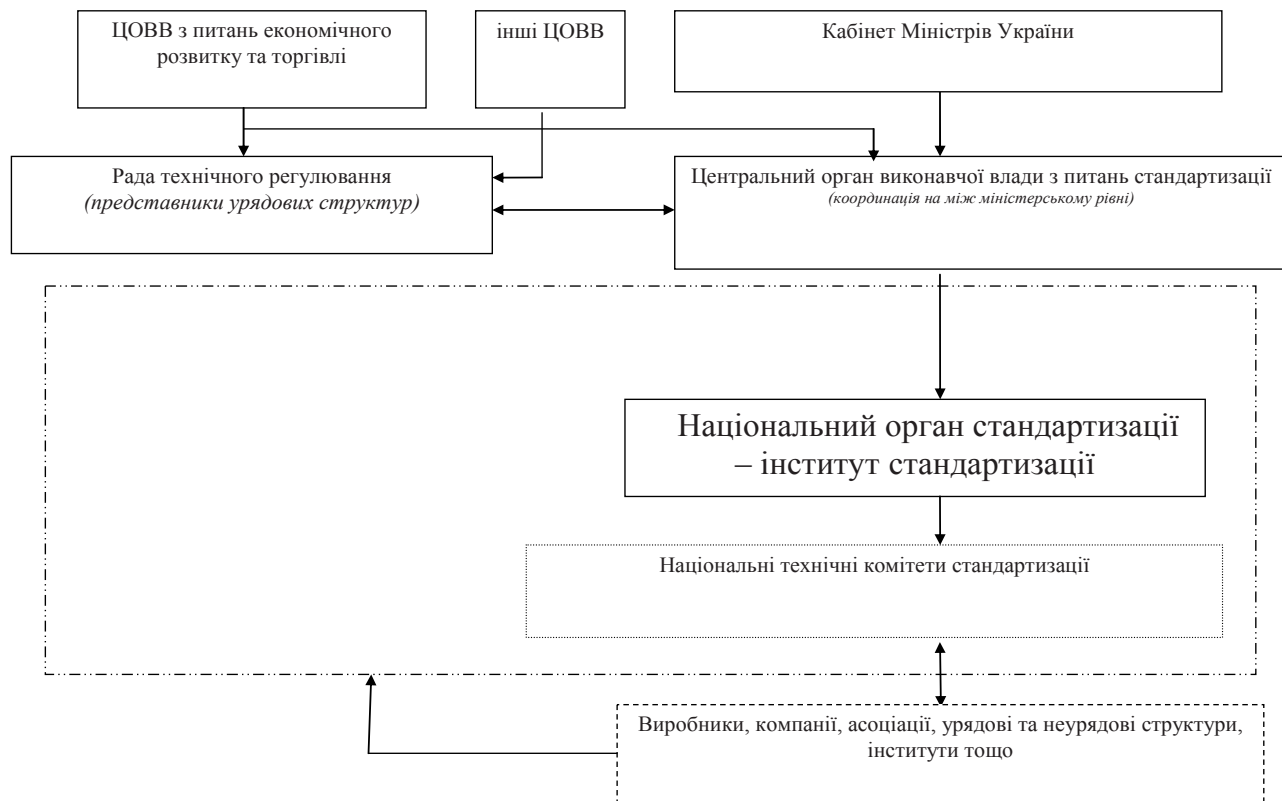 ЦОВВ з питань економічного
розвитку та торгівлі
інші ЦОВВ
Кабінет Міністрів України
Рада технічного регулювання
(представники урядових структур)
Центральний орган виконавчої влади з питань стандартизації
(координація на між міністерському рівні)
Національний орган стандартизації
– інститут стандартизації
Національні технічні комітети стандартизації
Виробники, компанії, асоціації, урядові та неурядові структури,
інститути тощо